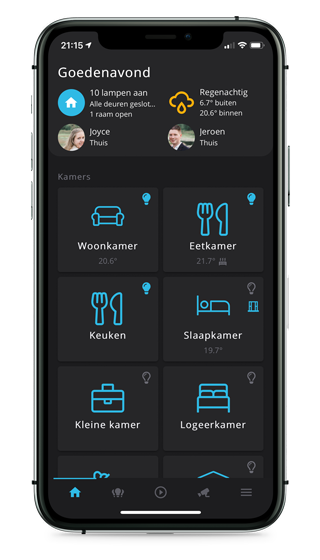 21:15
Goedenavond
10 lampen aan
Alle deuren geslot...
1 raam open
Regenachtig
6.7° buiten
20.6° binnen
Joyce
Thuis
Jeroen
Thuis
Kamers
Woonkamer
20.6°
Eetkamer
21.7°
Keuken
Slaapkamer
19.7°
Kleine kamer
Logeerkamer